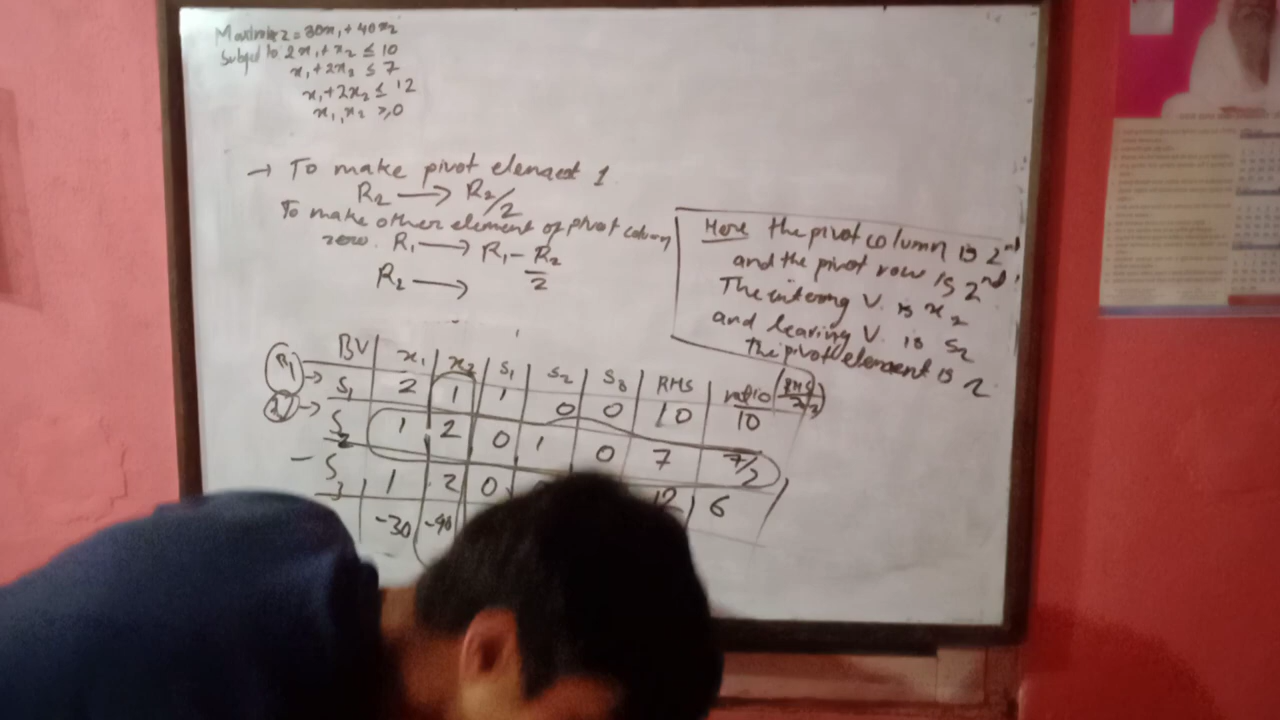 Maximize z = 30x₁ + 40x₂
Subject to 2x₁ + x₂ ≤ 10
x₁ + 2x₂ ≤ 7
x₁ + 2x₂ ≤ 12
x₁, x₂ ≥ 0
→ To make pivot element 1
R₂ → R₂/2
To make other element of pivot column
zero. R₁ → R₁ - R₂/2
R₂ →
Here the pivot column is 2nd
and the pivot row is 2nd
The entering V. is x₂
and leaving V. is S₂
the pivot element is 2
BV x₁ x₂ S₁ S₂ S₃ RHS ratio
R₁ → S₁ 2 1 1 0 0 10 10
→ S₂ 1 2 0 1 0 7 7/2
S₃ 1 2 0 12 6
-30 -40